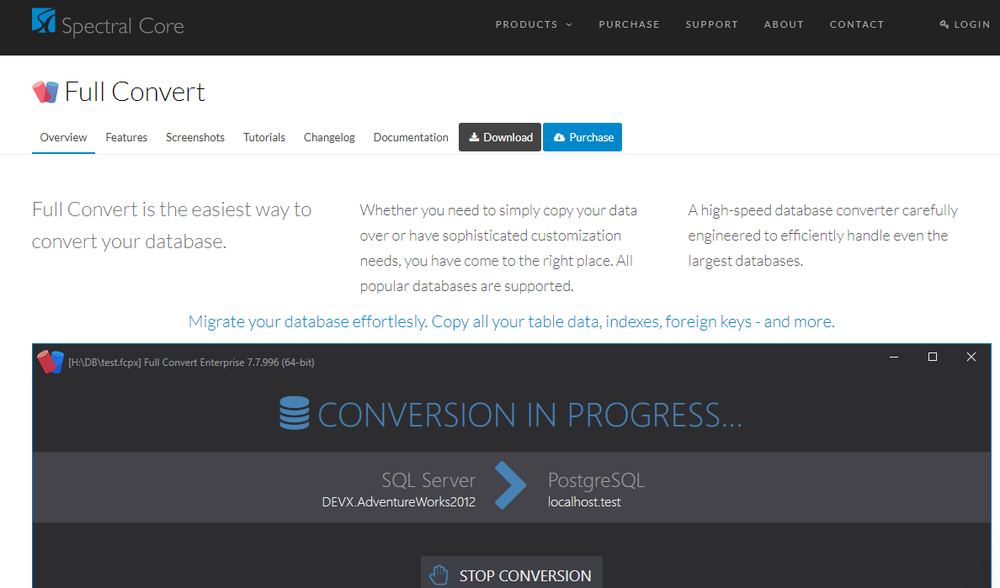 Spectral Core
PRODUCTS PURCHASE SUPPORT ABOUT CONTACT LOGIN
Full Convert
Overview Features Screenshots Tutorials Changelog Documentation Download Purchase
Full Convert is the easiest way to
convert your database.
Whether you need to simply copy your data
over or have sophisticated customization
needs, you have come to the right place. All
popular databases are supported.
A high-speed database converter carefully
engineered to efficiently handle even the
largest databases.
Migrate your database effortlesly. Copy all your table data, indexes, foreign keys - and more.
[H:\DB\test.fcpx] Full Convert Enterprise 7.7.996 (64-bit)
CONVERSION IN PROGRESS...
SQL Server
DEVX.AdventureWorks2012
PostgreSQL
localhost.test
STOP CONVERSION